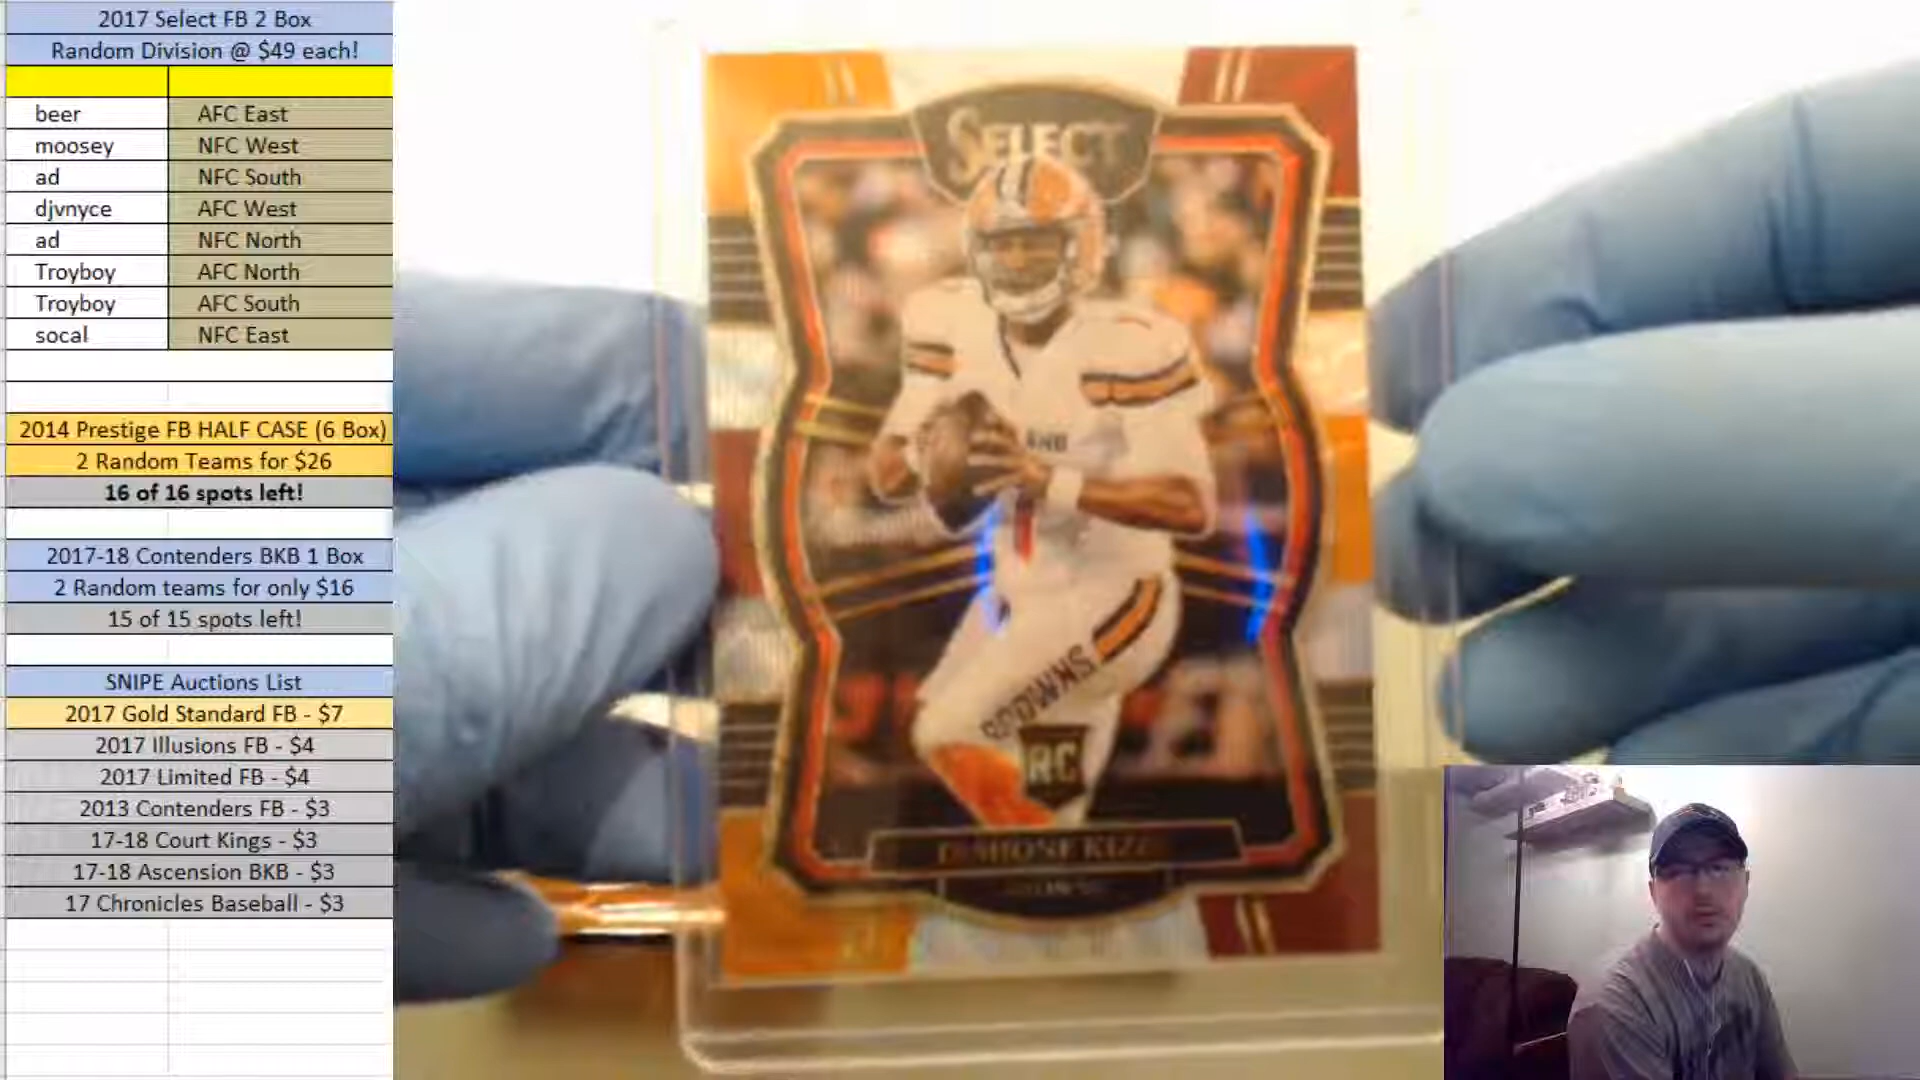 2017 Select FB 2 Box
Random Division @ $49 each!
beer AFC East
moosey NFC West
ad NFC South
djvnyce AFC West
ad NFC North
Troyboy AFC North
Troyboy AFC South
socal NFC East
2014 Prestige FB HALF CASE (6 Box)
2 Random Teams for $26
16 of 16 spots left!
2017-18 Contenders BKB 1 Box
2 Random teams for only $16
15 of 15 spots left!
SNIPE Auctions List
2017 Gold Standard FB - $7
2017 Illusions FB - $4
2017 Limited FB - $4
2013 Contenders FB - $3
17-18 Court Kings - $3
17-18 Ascension BKB - $3
17 Chronicles Baseball - $3
SELECT
BROWNS
RC